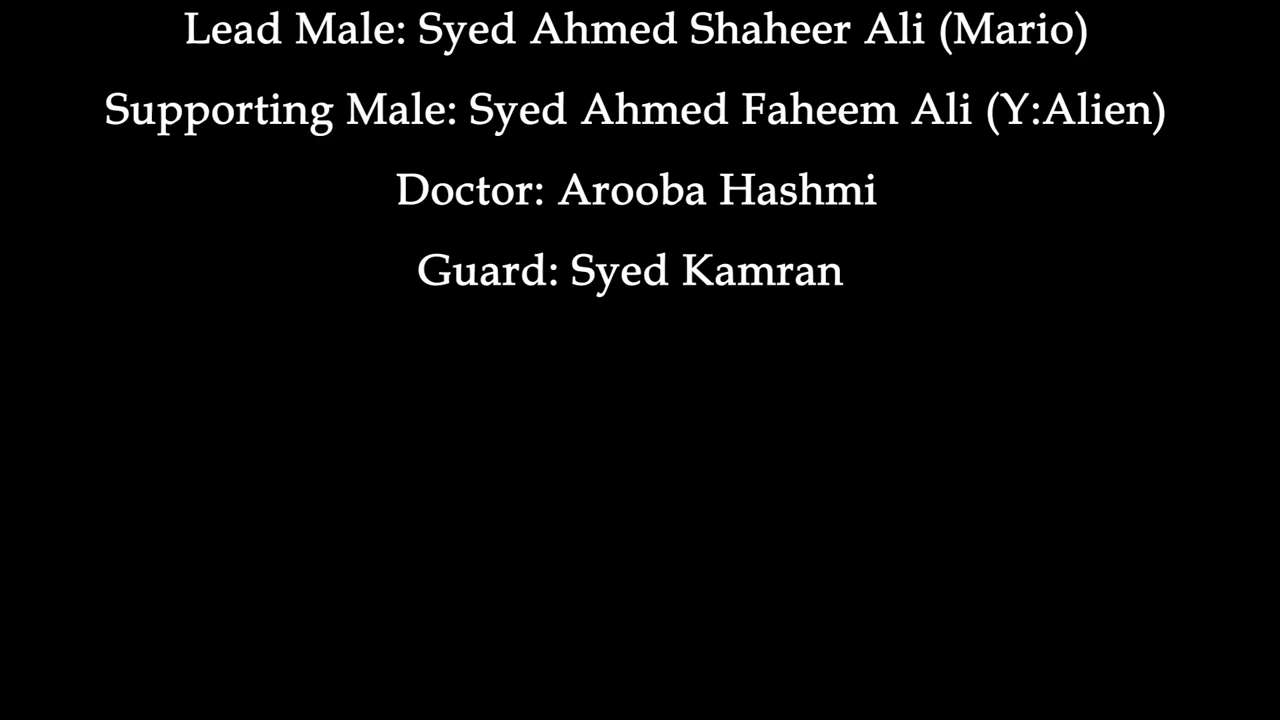 Lead Male: Syed Ahmed Shaheer Ali (Mario)
Supporting Male: Syed Ahmed Faheem Ali (Y:Alien)
Doctor: Arooba Hashmi
Guard: Syed Kamran